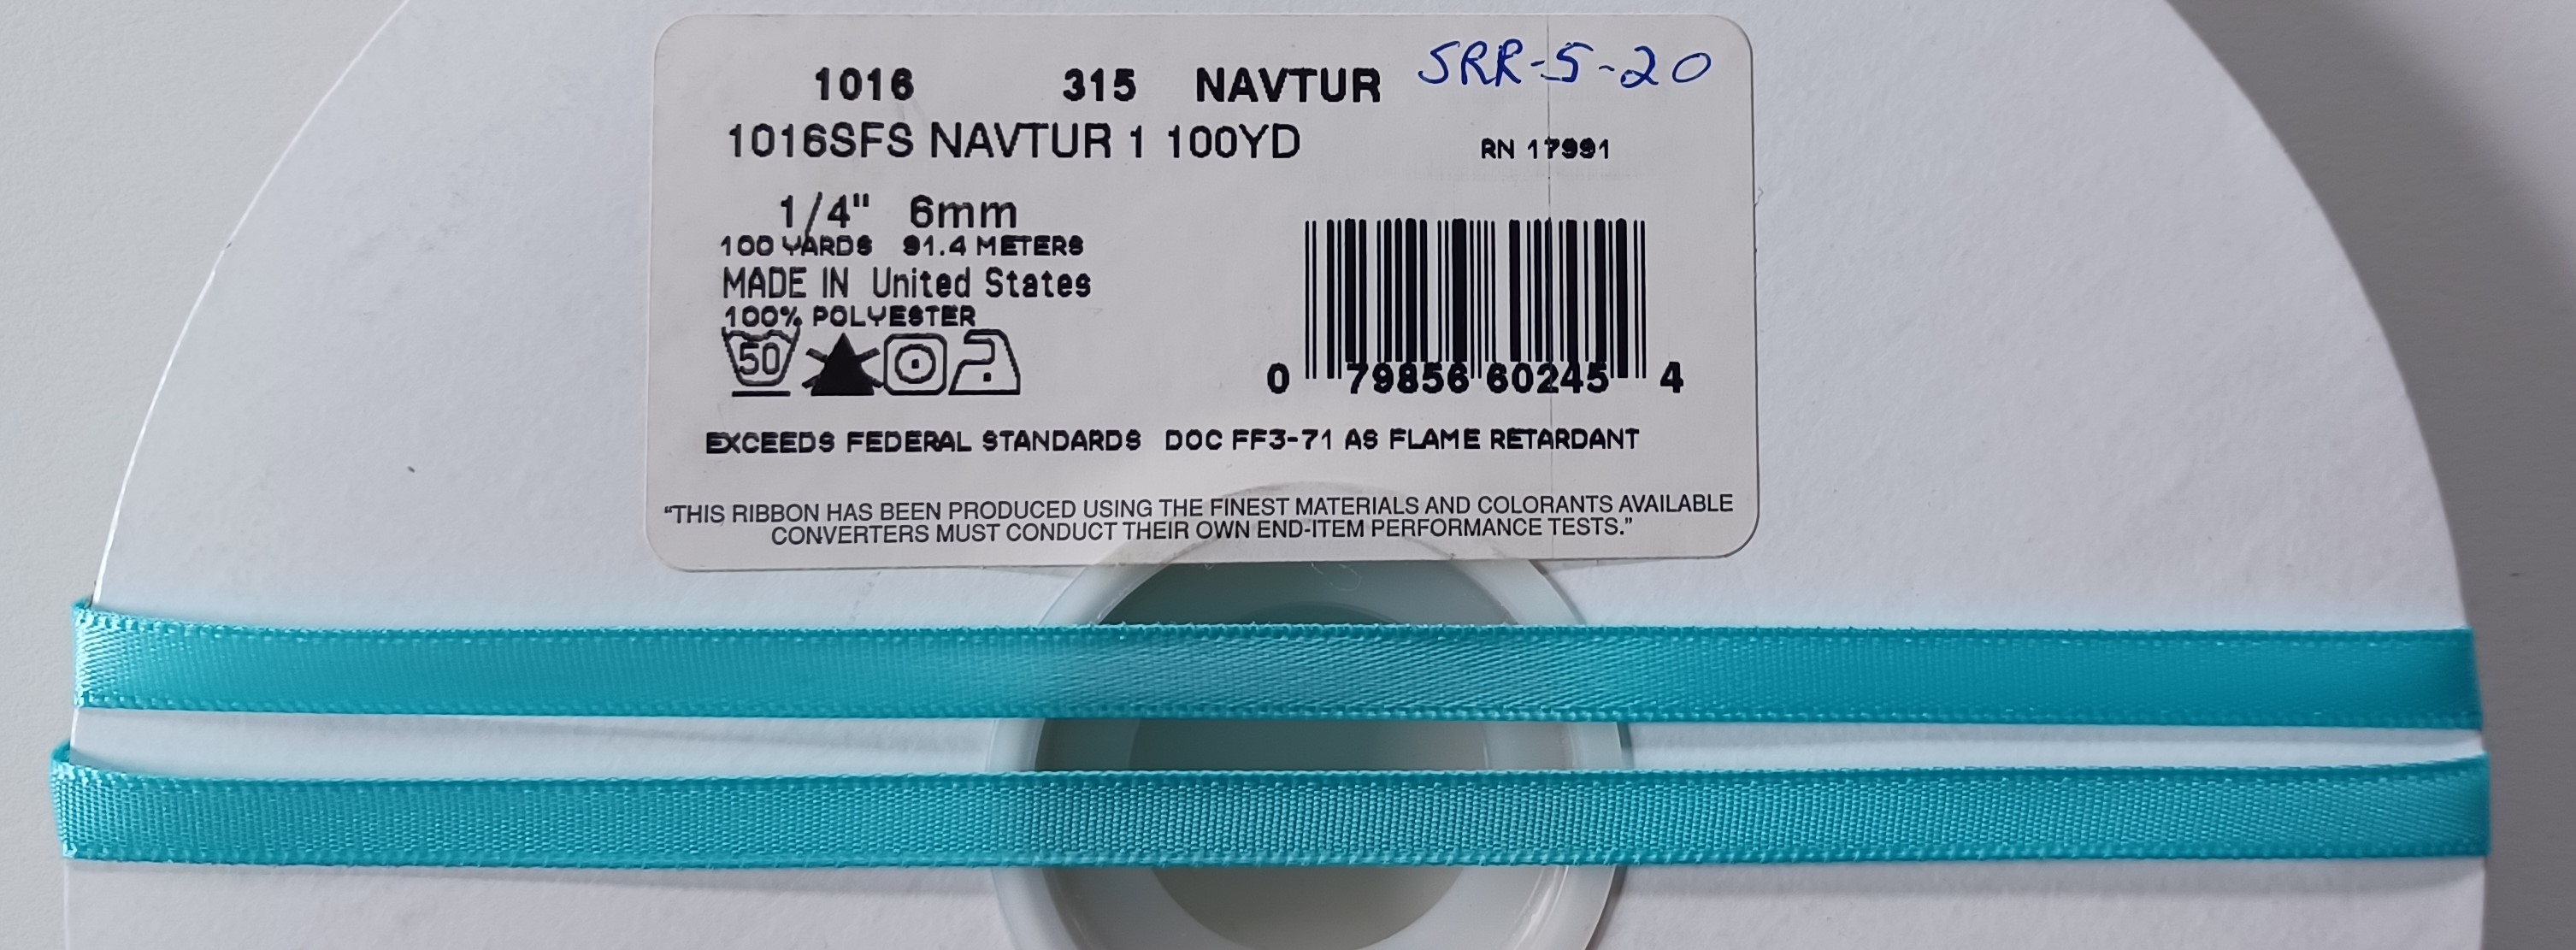 1016 315 NAVTUR SRR-5-20
1016SFS NAVTUR 1 100YD RN 17991
1/4" 6mm
100 YARDS 91.4 METERS
MADE IN United States
100% POLYESTER
50
0 79856 60245 4
EXCEEDS FEDERAL STANDARDS DOC FF3-71 AS FLAME RETARDANT
“THIS RIBBON HAS BEEN PRODUCED USING THE FINEST MATERIALS AND COLORANTS AVAILABLE
CONVERTERS MUST CONDUCT THEIR OWN END-ITEM PERFORMANCE TESTS.”